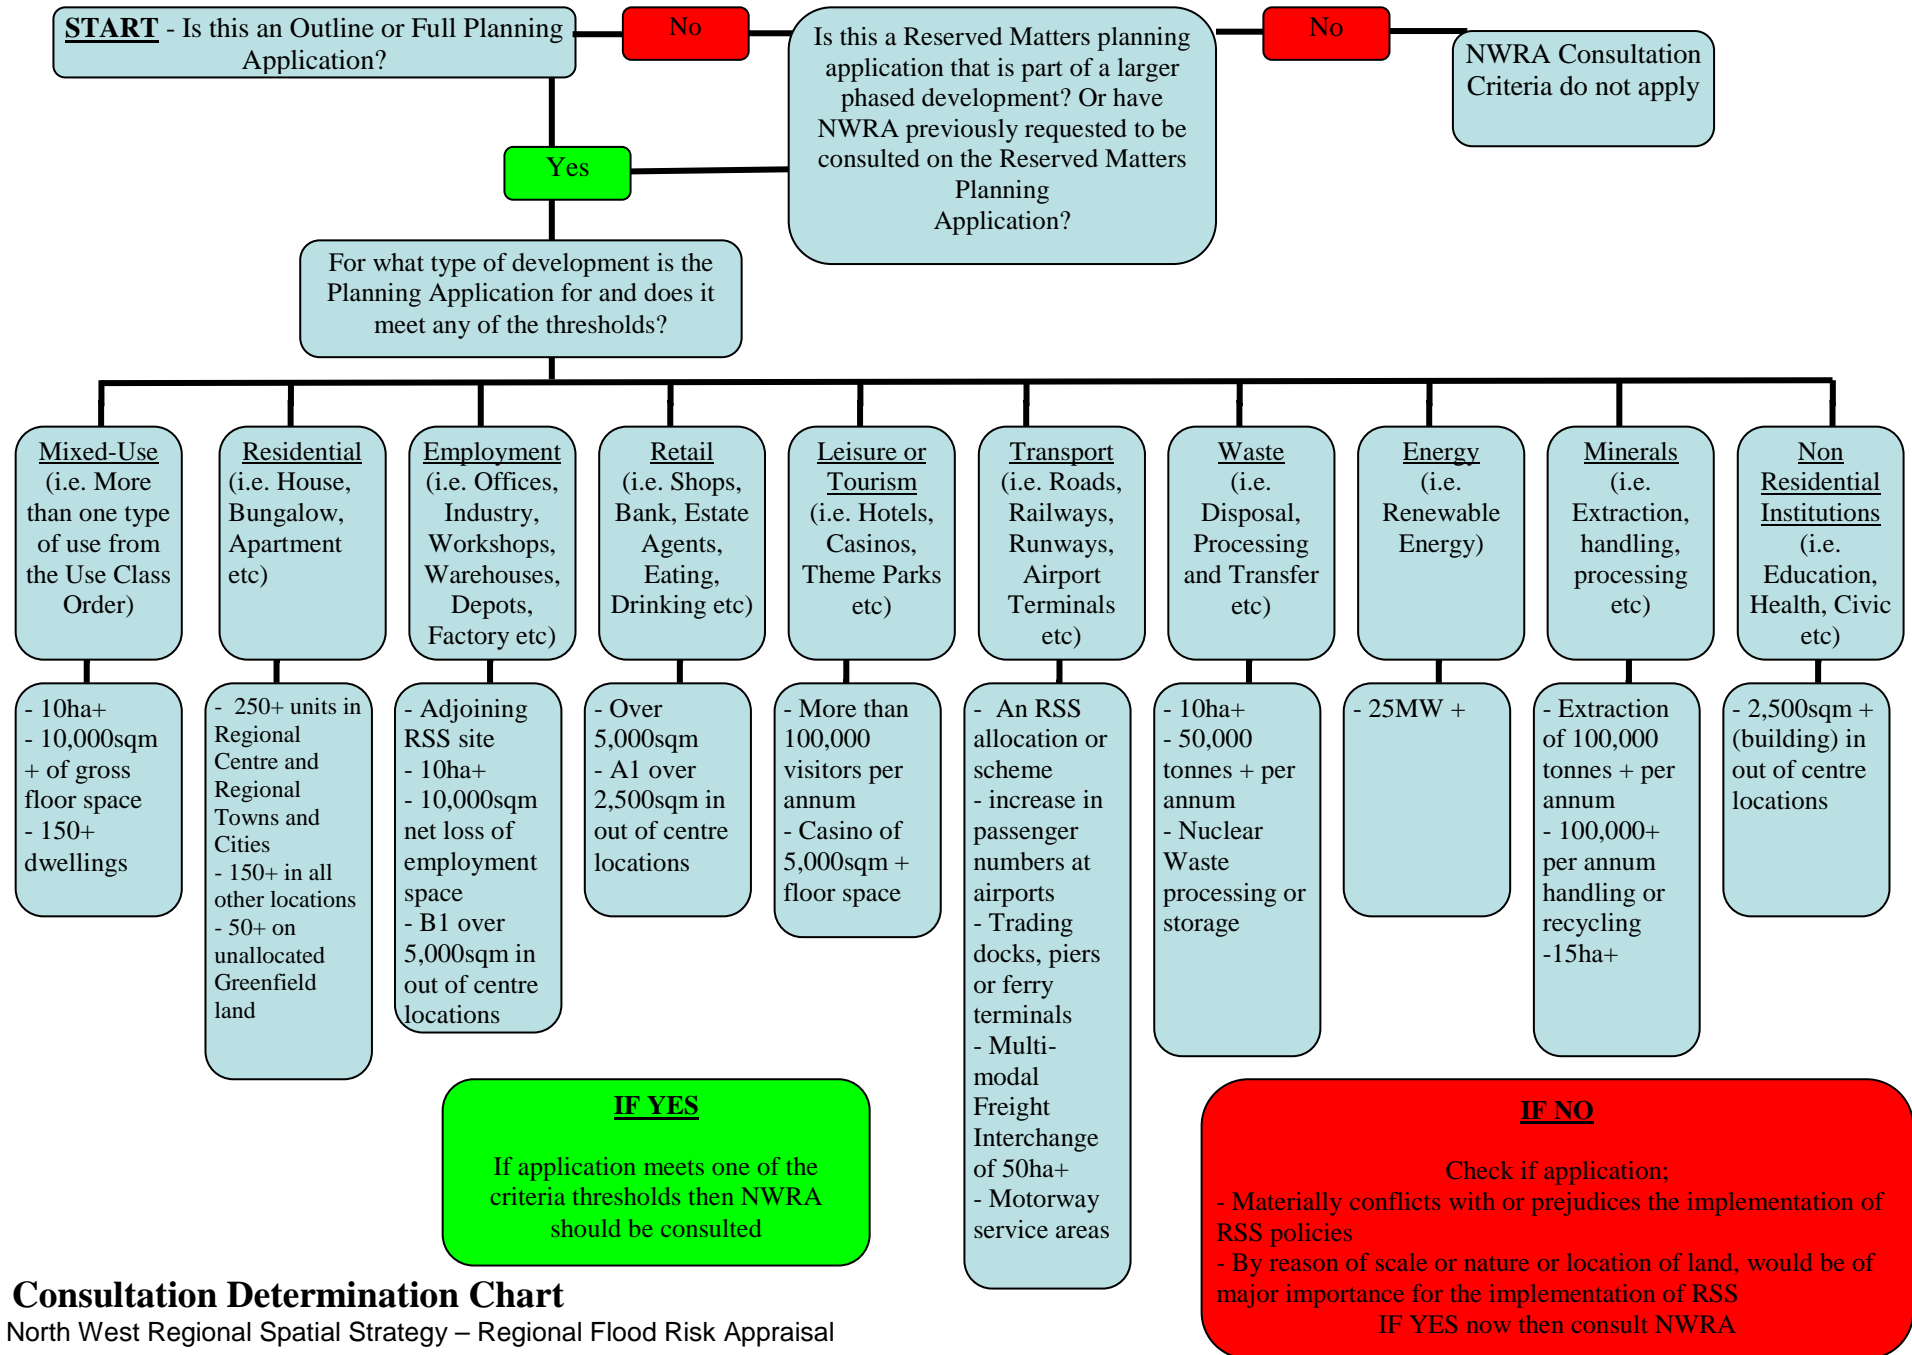 START - Is this an Outline or Full Planning
Application?
No
Is this a Reserved Matters planning
application that is part of a larger
phased development? Or have
NWRA previously requested to be
consulted on the Reserved Matters
Planning
Application?
No
NWRA Consultation
Criteria do not apply
Yes
For what type of development is the
Planning Application for and does it
meet any of the thresholds?
Mixed-Use
(i.e. More
than one type
of use from
the Use Class
Order)
Residential
(i.e. House,
Bungalow,
Apartment
etc)
Employment
(i.e. Offices,
Industry,
Workshops,
Warehouses,
Depots,
Factory etc)
Retail
(i.e. Shops,
Bank, Estate
Agents,
Eating,
Drinking etc)
Leisure or
Tourism
(i.e. Hotels,
Casinos,
Theme Parks
etc)
Transport
(i.e. Roads,
Railways,
Runways,
Airport
Terminals
etc)
Waste
(i.e.
Disposal,
Processing
and Transfer
etc)
Energy
(i.e.
Renewable
Energy)
Minerals
(i.e.
Extraction,
handling,
processing
etc)
Non
Residential
Institutions
(i.e.
Education,
Health, Civic
etc)
- 10ha+
- 10,000sqm
+ of gross
floor space
- 150+
dwellings
- 250+ units in
Regional
Centre and
Regional
Towns and
Cities
- 150+ in all
other locations
- 50+ on
unallocated
Greenfield
land
- Adjoining
RSS site
- 10ha+
- 10,000sqm
net loss of
employment
space
- B1 over
5,000sqm in
out of centre
locations
- Over
5,000sqm
- A1 over
2,500sqm in
out of centre
locations
- More than
100,000
visitors per
annum
- Casino of
5,000sqm +
floor space
- An RSS
allocation or
scheme
- increase in
passenger
numbers at
airports
- Trading
docks, piers
or ferry
terminals
- Multi-
modal
Freight
Interchange
of 50ha+
- Motorway
service areas
- 10ha+
- 50,000
tonnes + per
annum
- Nuclear
Waste
processing or
storage
- 25MW +
- Extraction
of 100,000
tonnes + per
annum
- 100,000+
per annum
handling or
recycling
-15ha+
- 2,500sqm +
(building) in
out of centre
locations
IF YES
If application meets one of the
criteria thresholds then NWRA
should be consulted
IF NO
Check if application;
- Materially conflicts with or prejudices the implementation of
RSS policies
- By reason of scale or nature or location of land, would be of
major importance for the implementation of RSS
IF YES now then consult NWRA
Consultation Determination Chart
North West Regional Spatial Strategy – Regional Flood Risk Appraisal